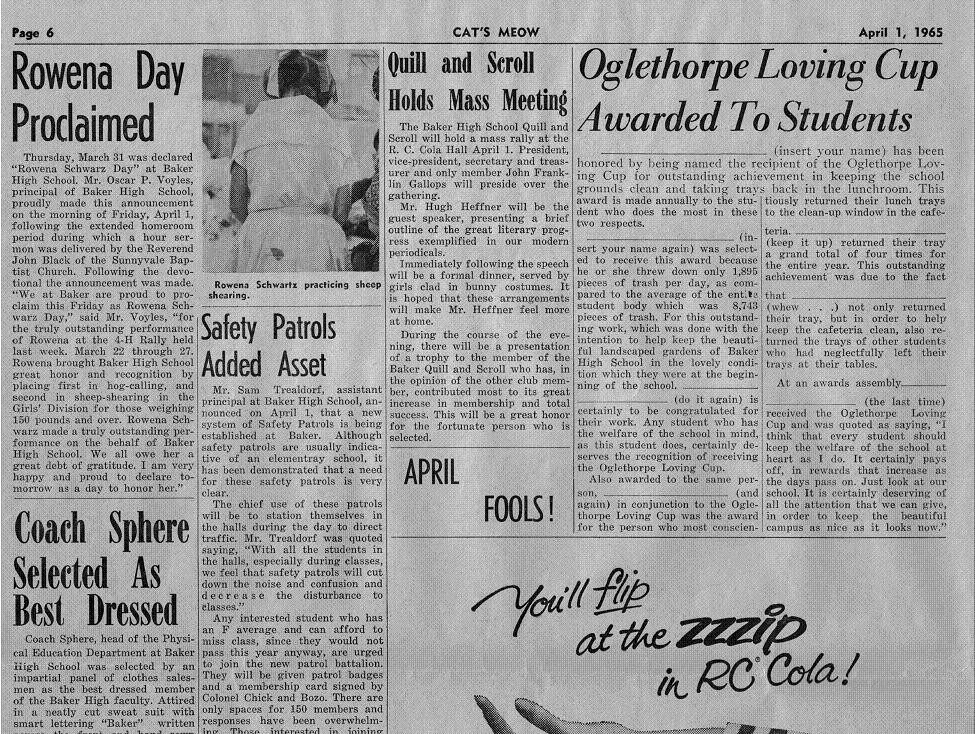 Page 6
CAT'S MEOW
April 1, 1965
Rowena Day
Proclaimed
Thursday, March 31 was declared
"Rowena Schwarz Day" at Baker
High School. Mr. Oscar P. Voyles,
principal of Baker High School,
proudly made this announcement
on the morning of Friday, April 1,
following the extended homeroom
period during which a hour ser-
mon was delivered by the Reverend
John Black of the Sunnyvale Bap-
tist Church. Following the devo-
tional the announcement was made.
"We at Baker are proud to pro-
claim this Friday as Rowena Sch-
warz Day," said Mr. Voyles, "for
the truly outstanding performance
of Rowena at the 4-H Rally held
last week. March 22 through 27.
Rowena brought Baker High School
great honor and recognition by
placing first in hog-calling, and
second in sheep-shearing in the
Girls' Division for those weighing
150 pounds and over. Rowena Sch-
warz made a truly outstanding per-
formance on the behalf of Baker
High School. We all owe her a
great debt of gratitude. I am very
happy and proud to declare to-
morrow as a day to honor her."
Coach Sphere
Selected As
Best Dressed
Coach Sphere, head of the Physi-
cal Education Department at Baker
High School was selected by an
impartial panel of clothes sales-
men as the best dressed member
of the Baker High faculty. Attired
in a neatly cut sweat suit with
smart lettering "Baker" written
Rowena Schwartz practicing sheep
shearing.
Safety Patrols
Added Asset
Mr. Sam Trealdorf, assistant
principal at Baker High School, an-
nounced on April 1, that a new
system of Safety Patrols is being
established at Baker. Although
safety patrols are usually indica-
tive of an elementray school, it
has been demonstrated that a need
for these safety patrols is very
clear.
The chief use of these patrols
will be to station themselves in
the halls during the day to direct
traffic. Mr. Trealdorf was quoted
saying, "With all the students in
the halls, especially during classes,
we feel that safety patrols will cut
down the noise and confusion and
decrease the disturbance to
classes."
Any interested student who has
an F average and can afford to
miss class, since they would not
pass this year anyway, are urged
to join the new patrol battalion.
They will be given patrol badges
and a membership card signed by
Colonel Chick and Bozo. There are
only spaces for 150 members and
responses have been overwhelm-
ing. Those interested in joining
Quill and Scroll
Holds Mass Meeting
The Baker High School Quill and
Scroll will hold a mass rally at the
R. C. Cola Hall April 1. President,
vice-president, secretary and treas-
urer and only member John Frank-
lin Gallops will preside over the
gathering.
Mr. Hugh Heffner will be the
guest speaker, presenting a brief
outline of the great literary prog-
ress exemplified in our modern
periodicals.
Immediately following the speech
will be a formal dinner, served by
girls clad in bunny costumes. It
is hoped that these arrangements
will make Mr. Heffner feel more
at home.
During the course of the eve-
ning, there will be a presentation
of a trophy to the member of the
Baker Quill and Scroll who has, in
the opinion of the other club mem-
ber, contributed most to its great
increase in membership and total
success. This will be a great honor
for the fortunate person who is
selected.
APRIL
FOOLS!
Oglethorpe Loving Cup
Awarded To Students
(insert your name) has been
honored by being named the recipient of the Oglethorpe Lov-
ing Cup for outstanding achievement in keeping the school
grounds clean and taking trays back in the lunchroom. This
award is made annually to the stu-
dent who does the most in these
two respects.
(in-
sert your name again) was select-
ed to receive this award because
he or she threw down only 1,895
pieces of trash per day, as com-
pared to the average of the entire
student body which was 8,743
pieces of trash. For this outstand-
ing work, which was done with the
intention to help keep the beauti-
ful landscaped gardens of Baker
High School in the lovely condi-
tion which they were at the begin-
ning of the school.
(do it again) is
certainly to be congratulated for
their work. Any student who has
the welfare of the school in mind,
as this student does, certainly de-
serves the recognition of receiving
the Oglethorpe Loving Cup.
Also awarded to the same per-
son, (and
again) in conjunction to the Ogle-
thorpe Loving Cup was the award
for the person who most conscien-
tiously returned their lunch trays
to the clean-up window in the cafe-
teria.
(keep it up) returned their tray
a grand total of four times for
the entire year. This outstanding
achievement was due to the fact
that
(whew . . .) not only returned
their tray, but in order to help
keep the cafeteria clean, also re-
turned the trays of other students
who had neglectfully left their
trays at their tables.
At an awards assembly
(the last time)
received the Oglethorpe Loving
Cup and was quoted as saying, "I
think that every student should
keep the welfare of the school at
heart as I do. It certainly pays
off, in rewards that increase as
the days pass on. Just look at our
school. It is certainly deserving of
all the attention that we can give,
in order to keep the beautiful
campus as nice as it looks now."
You'll flip
at the zzzip
in RC® Cola!